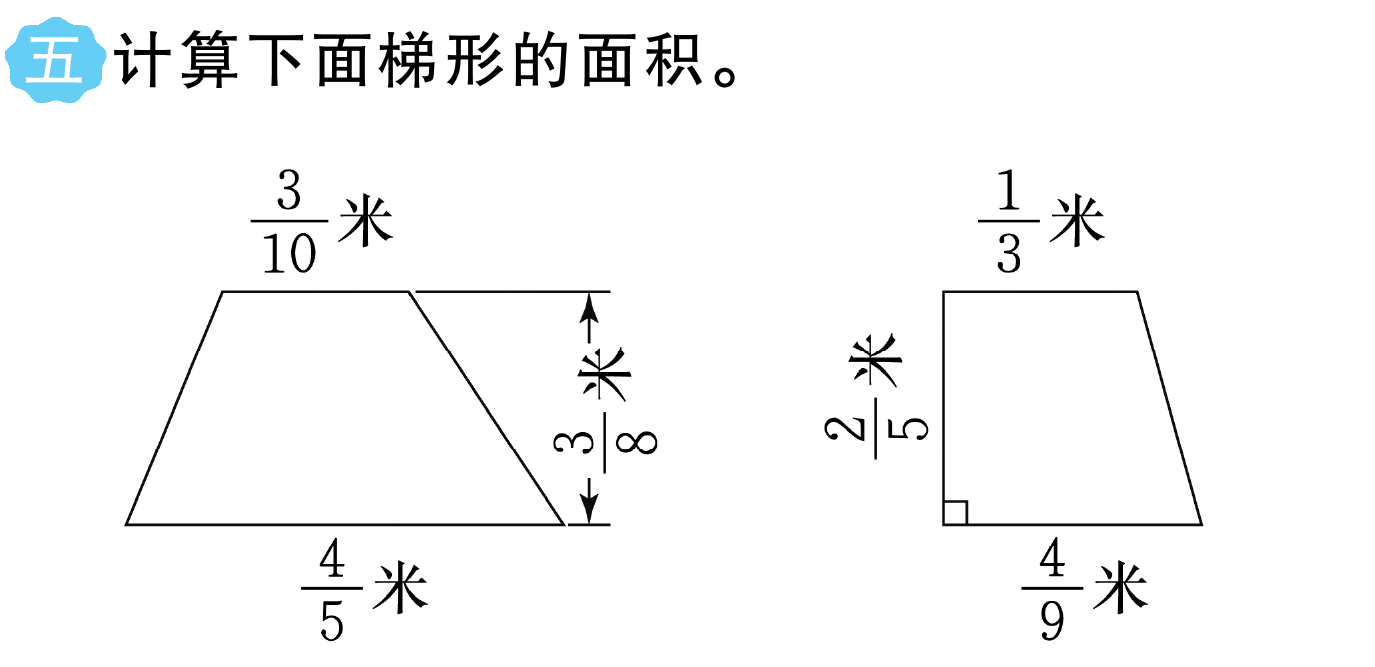 五 计算下面梯形的面积。
3/10米
1/3米
3/8米
2/5米
4/5米
4/9米